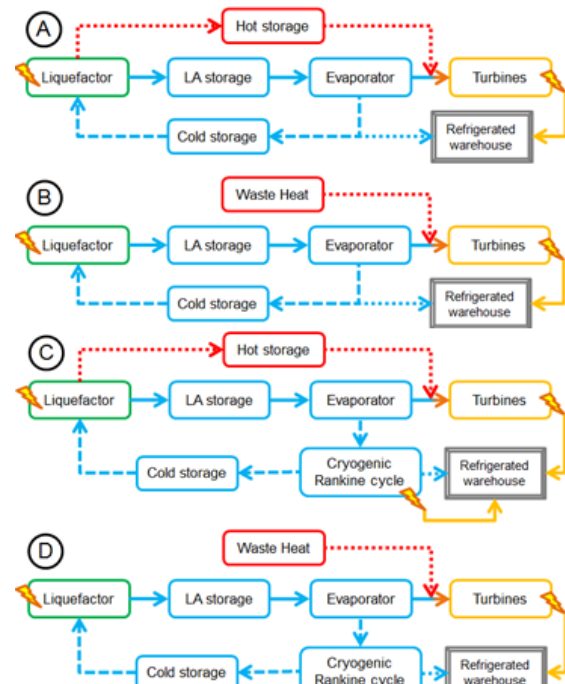 A
Hot storage
Liquefactor
LA storage
Evaporator
Turbines
Cold storage
Refrigerated
warehouse
B
Waste Heat
Liquefactor
LA storage
Evaporator
Turbines
Cold storage
Refrigerated
warehouse
C
Hot storage
Liquefactor
LA storage
Evaporator
Turbines
Cold storage
Cryogenic
Rankine cycle
Refrigerated
warehouse
D
Waste Heat
Liquefactor
LA storage
Evaporator
Turbines
Cold storage
Cryogenic
Rankine cycle
Refrigerated
warehouse